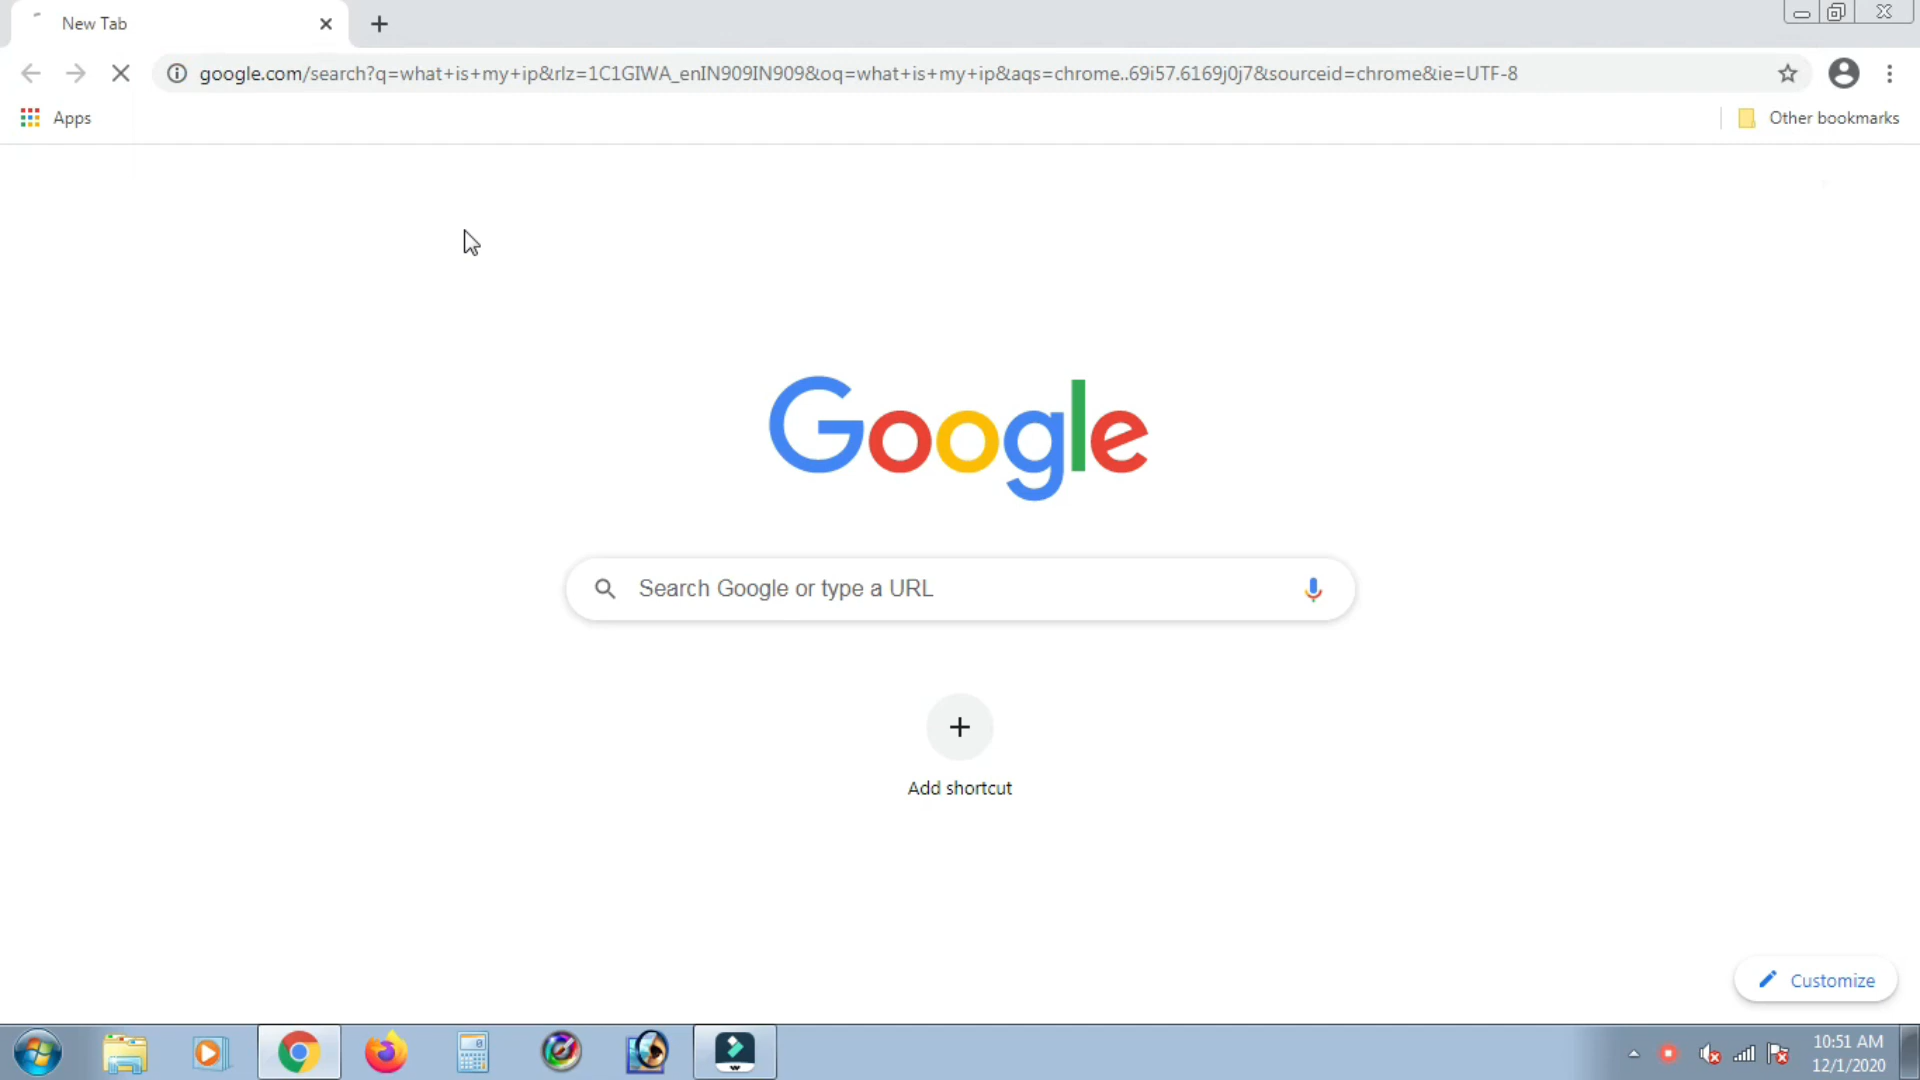 New Tab
google.com/search?q=what+is+my+ip&rlz=1C1GIWA_enIN909IN909&oq=what+is+my+ip&aqs=chrome..69i57.6169j0j7&sourceid=chrome&ie=UTF-8
Apps
Other bookmarks
Google
Search Google or type a URL
Add shortcut
Customize
10:51 AM
12/1/2020